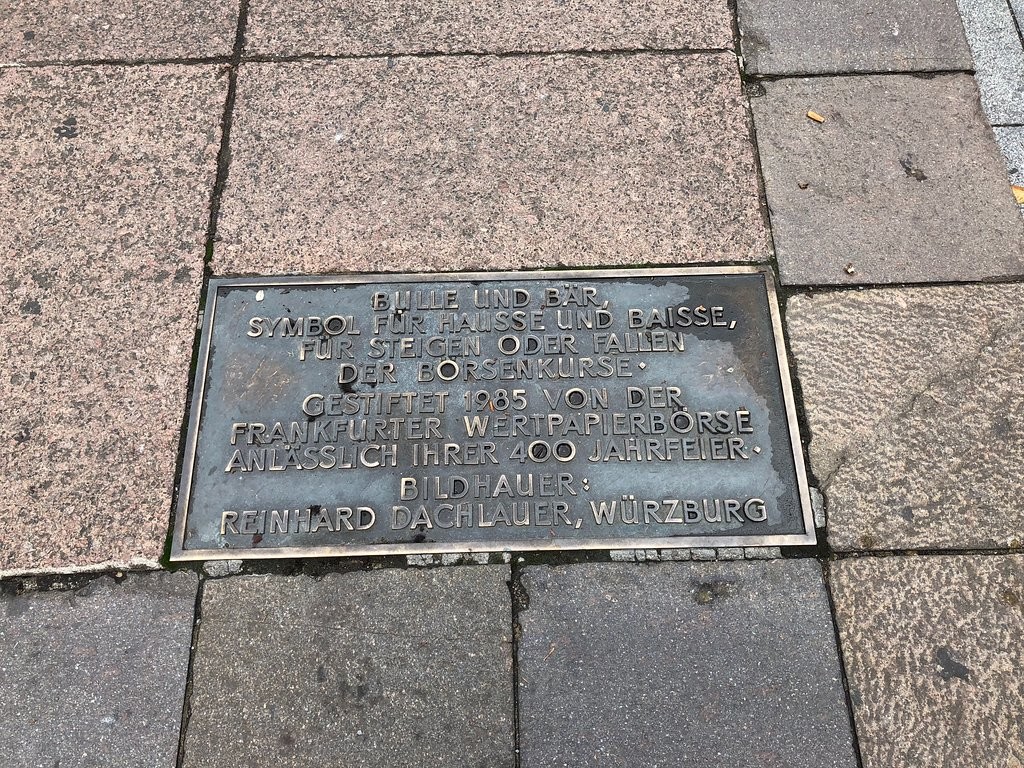 BULLE UND BÄR,
SYMBOL FÜR HAUSSE UND BAISSE,
FÜR STEIGEN ODER FALLEN
DER BÖRSENKURSE·
GESTIFTET 1985 VON DER
FRANKFURTER WERTPAPIERBÖRSE
ANLÄSSLICH IHRER 400 JAHRFEIER·
BILDHAUER:
REINHARD DACHLAUER, WÜRZBURG